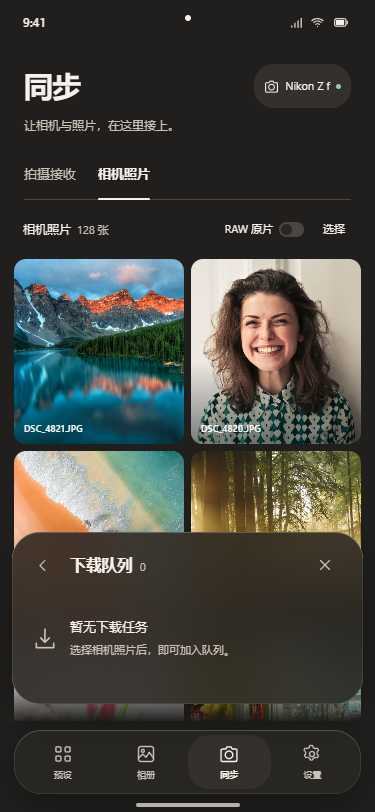 9:41
同步
Nikon Z f
让相机与照片，在这里接上。
拍摄接收 相机照片
相机照片 128 张 RAW 原片 选择
DSC_4821.JPG DSC_4820.JPG
下载队列 0
暂无下载任务
选择相机照片后，即可加入队列。
预设 相册 同步 设置